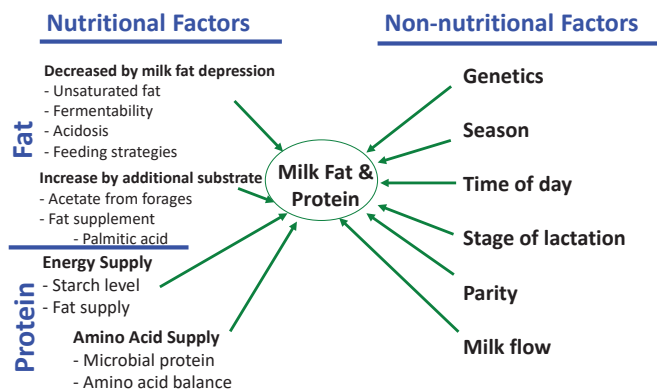 Nutritional Factors
Non-nutritional Factors
Fat
Decreased by milk fat depression
- Unsaturated fat
- Fermentability
- Acidosis
- Feeding strategies
Increase by additional substrate
- Acetate from forages
- Fat supplement
- Palmitic acid
Protein
Energy Supply
- Starch level
- Fat supply
Amino Acid Supply
- Microbial protein
- Amino acid balance
Milk Fat &
Protein
Genetics
Season
Time of day
Stage of lactation
Parity
Milk flow